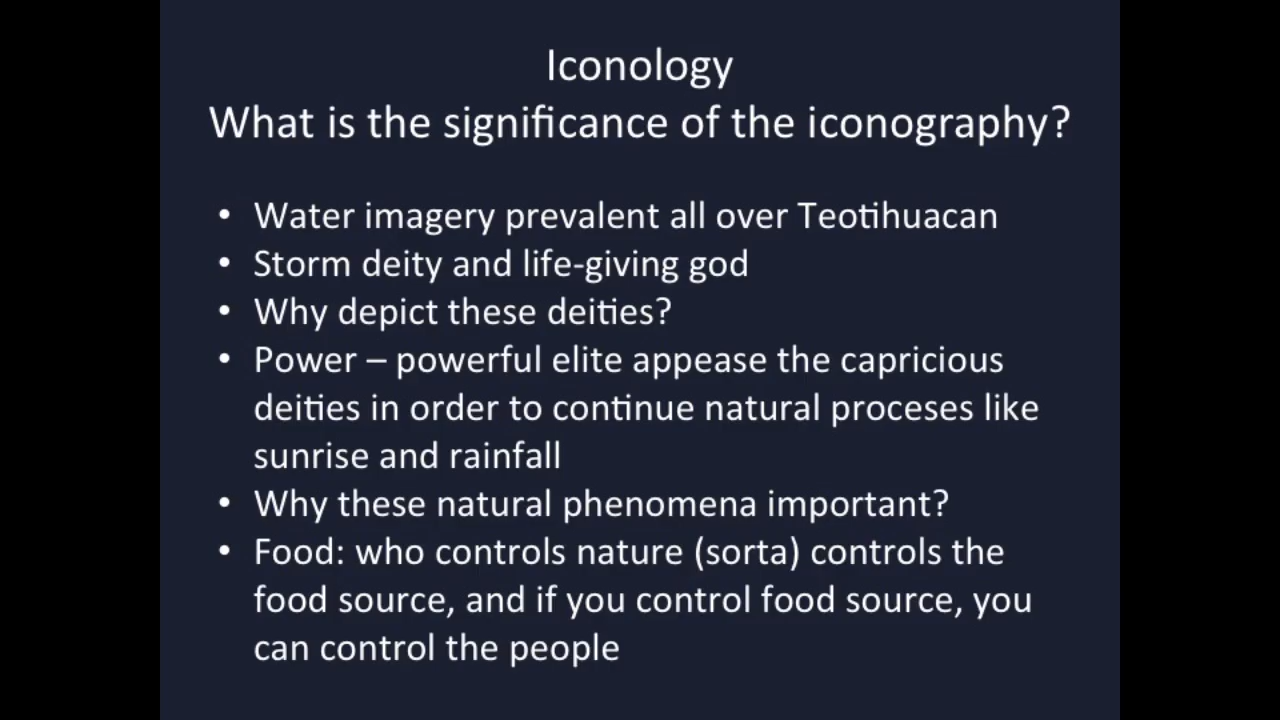 Iconology
What is the significance of the iconography?
• Water imagery prevalent all over Teotihuacan
• Storm deity and life-giving god
• Why depict these deities?
• Power – powerful elite appease the capricious
deities in order to continue natural proceses like
sunrise and rainfall
• Why these natural phenomena important?
• Food: who controls nature (sorta) controls the
food source, and if you control food source, you
can control the people